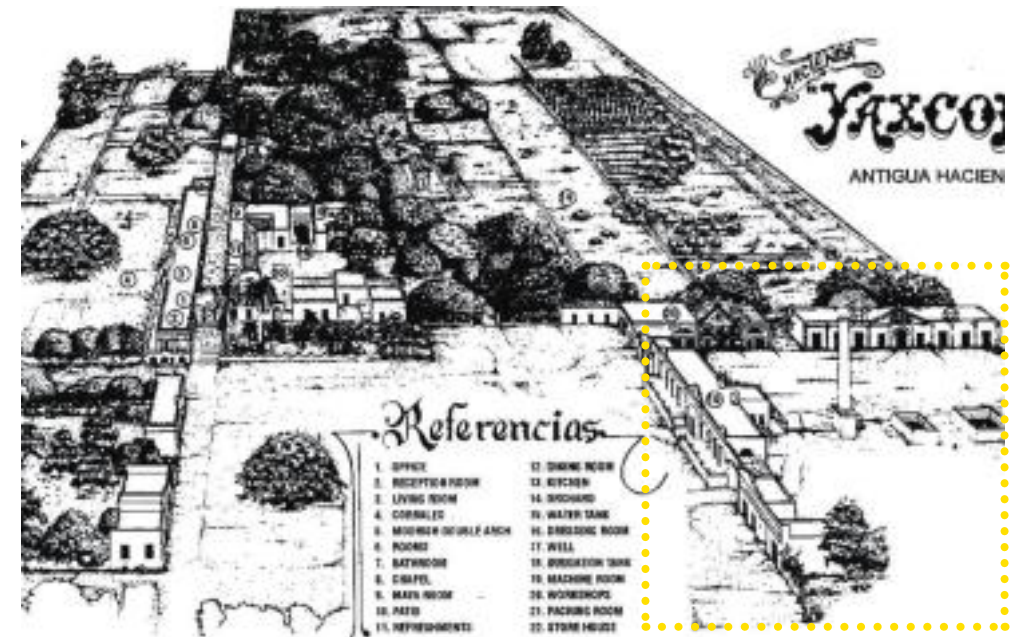 HACIENDA
"YAXCO
ANTIGUA HACIEN
Referencias
1. OFFICE
2. RECEPTION ROOM
3. LIVING ROOM
4. CORRALES
5. MOORISH DOUBLE ARCH
6. ROOMS
7. BATHROOM
8. CHAPEL
9. MAYA ROOM
10. PATIO
11. REFRESHMENTS
12. DINING ROOM
13. KITCHEN
14. ORCHARD
15. WATER TANK
16. DRESSING ROOM
17. WELL
18. IRRIGATION TANK
19. MACHINE ROOM
20. WORKSHOPS
21. PACKING ROOM
22. STORE HOUSE